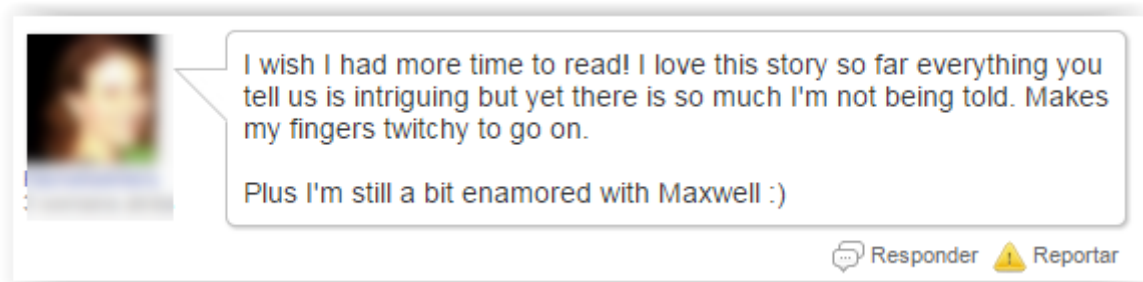 I wish I had more time to read! I love this story so far everything you
tell us is intriguing but yet there is so much I'm not being told. Makes
my fingers twitchy to go on.
Plus I'm still a bit enamored with Maxwell :)
Responder Reportar